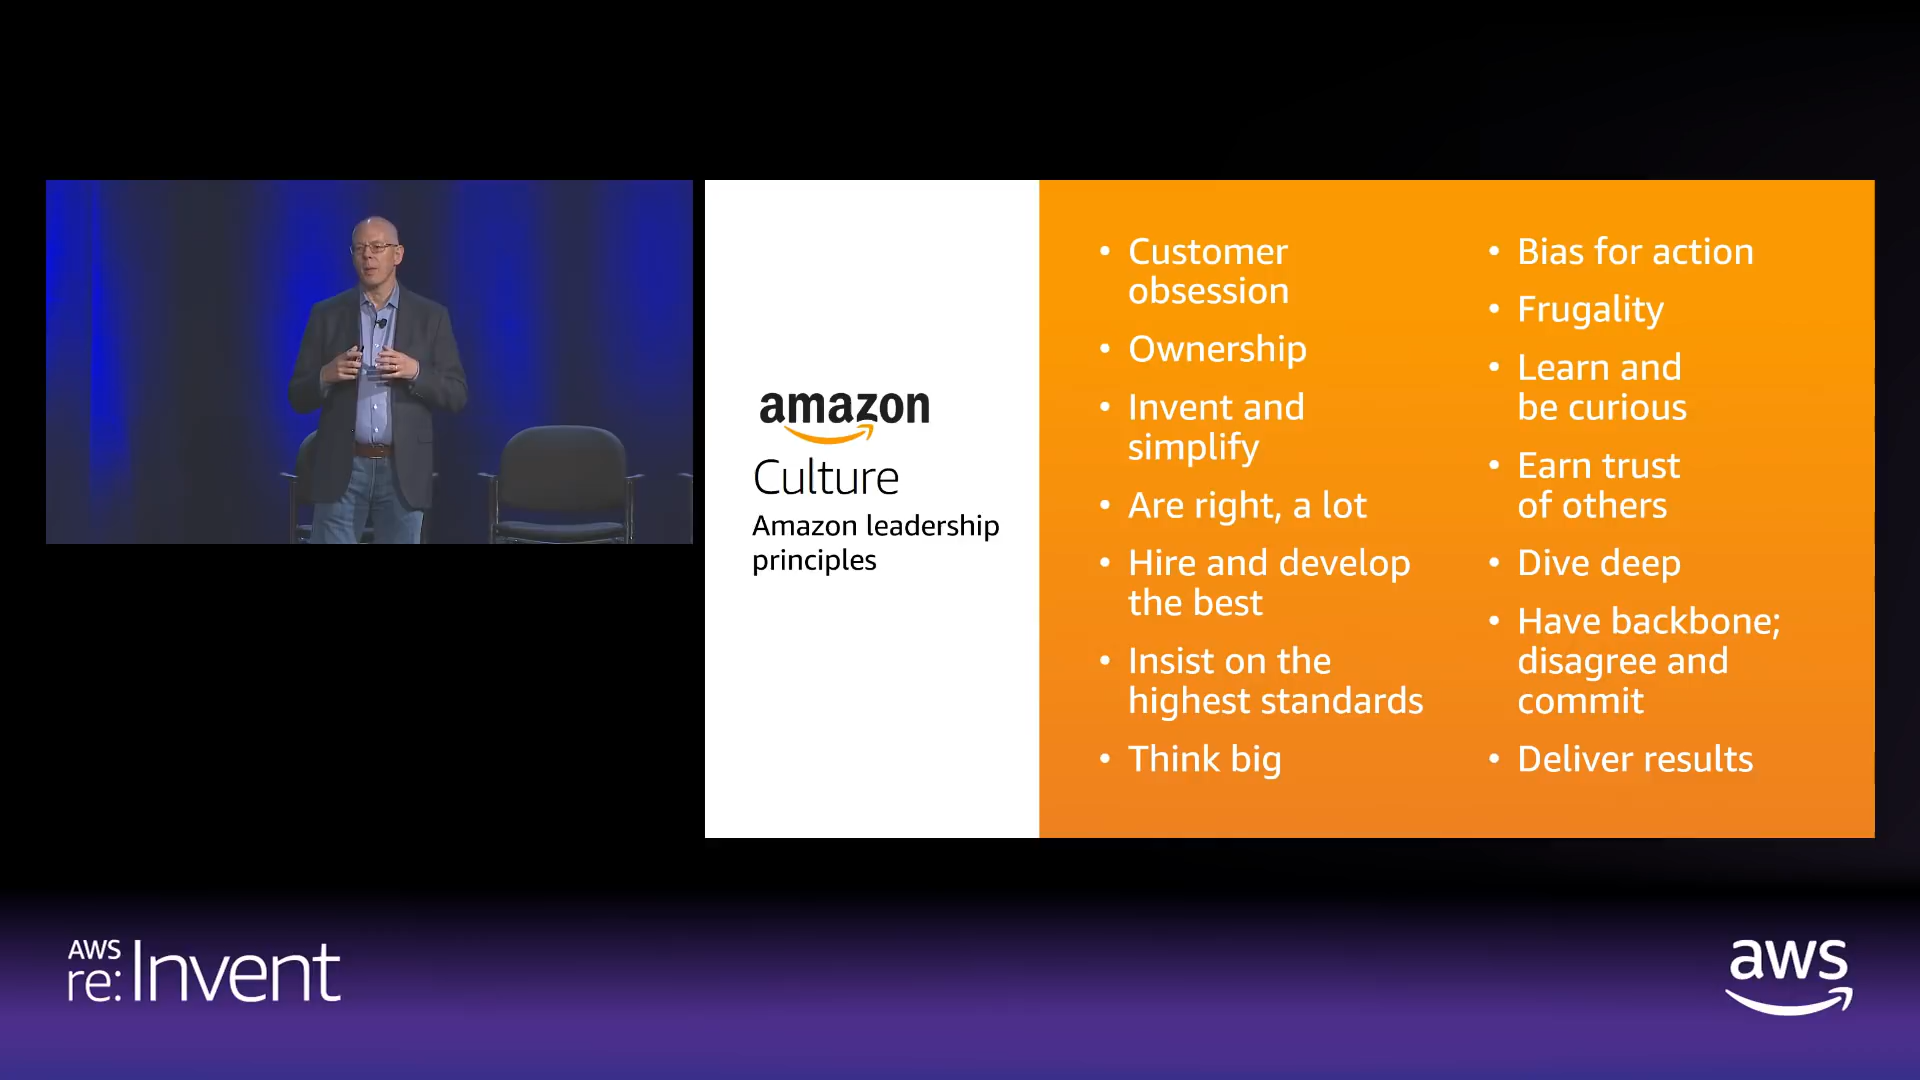 amazon
Culture
Amazon leadership
principles
• Customer
obsession
• Ownership
• Invent and
simplify
• Are right, a lot
• Hire and develop
the best
• Insist on the
highest standards
• Think big
• Bias for action
• Frugality
• Learn and
be curious
• Earn trust
of others
• Dive deep
• Have backbone;
disagree and
commit
• Deliver results
AWS
re:Invent
aws